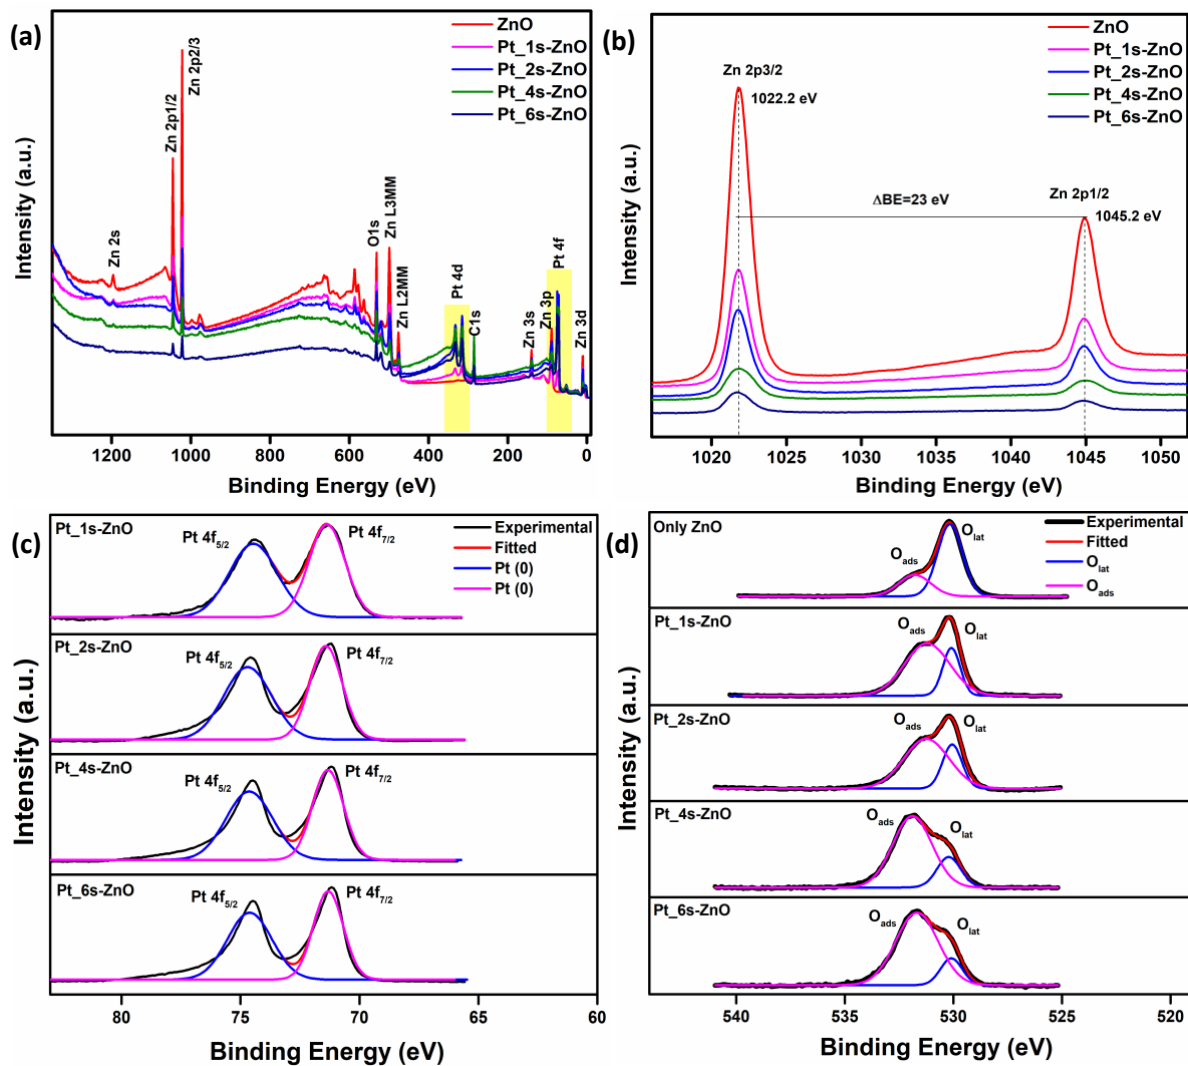 (a)
ZnO
Pt_1s-ZnO
Pt_2s-ZnO
Pt_4s-ZnO
Pt_6s-ZnO
Zn 2s
Zn 2p1/2
Zn 2p2/3
O1s
Zn L3MM
Zn L2MM
Pt 4d
C1s
Zn 3s
Zn 3p
Pt 4f
Zn 3d
Intensity (a.u.)
1200 1000 800 600 400 200 0
Binding Energy (eV)
(b)
ZnO
Pt_1s-ZnO
Pt_2s-ZnO
Pt_4s-ZnO
Pt_6s-ZnO
Zn 2p3/2
1022.2 eV
ΔBE=23 eV
Zn 2p1/2
1045.2 eV
Intensity (a.u.)
1020 1025 1030 1035 1040 1045 1050
Binding Energy (eV)
(c)
Pt_1s-ZnO
Pt 4f5/2
Pt 4f7/2
Experimental
Fitted
Pt (0)
Pt (0)
Pt_2s-ZnO
Pt 4f5/2
Pt 4f7/2
Pt_4s-ZnO
Pt 4f5/2
Pt 4f7/2
Pt_6s-ZnO
Pt 4f5/2
Pt 4f7/2
Intensity (a.u.)
80 75 70 65 60
Binding Energy (eV)
(d)
Only ZnO
Oads
Olat
Experimental
Fitted
Olat
Oads
Pt_1s-ZnO
Oads
Olat
Pt_2s-ZnO
Oads
Olat
Pt_4s-ZnO
Oads
Olat
Pt_6s-ZnO
Oads
Olat
Intensity (a.u.)
540 535 530 525 520
Binding Energy (eV)